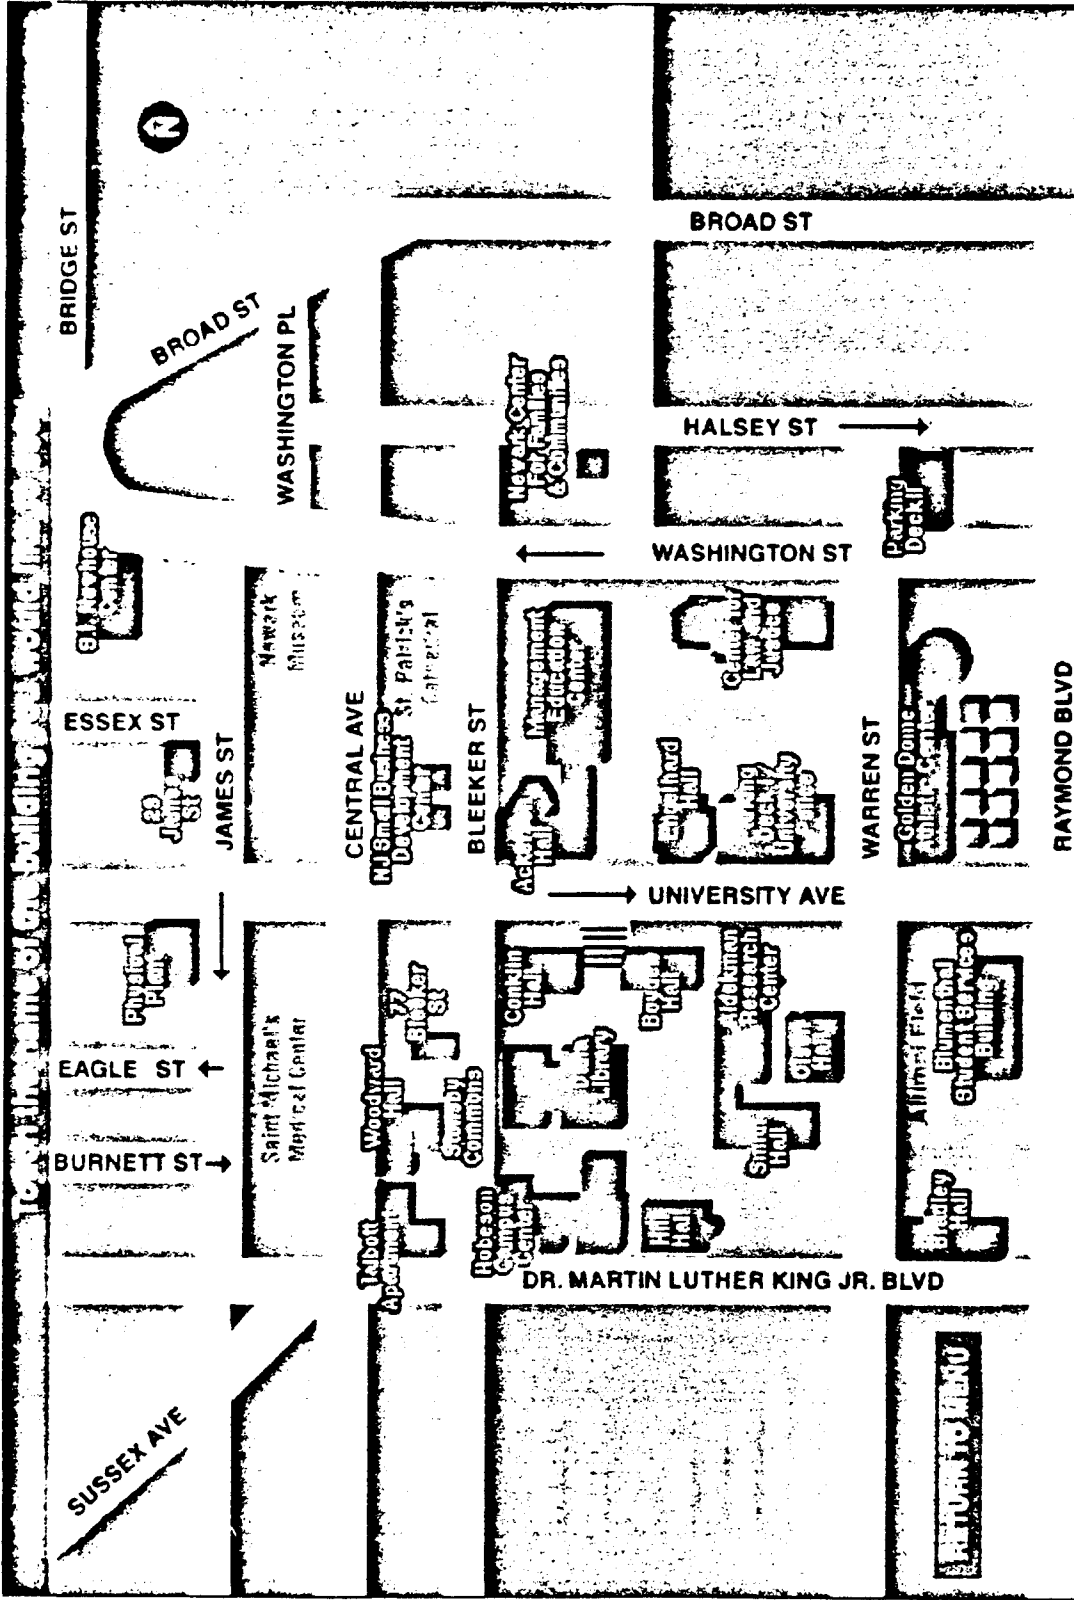 BRIDGE ST
N
BROAD ST
WASHINGTON PL
BROAD ST
Newark Center
For Families
& Communities
HALSEY ST
Parking
Deck II
WASHINGTON ST
S.I. Newhouse
Center
Newark
Museum
St. Patrick's
Cathedral
Management
Education
Center
Center for
Law and
Justice
ESSEX ST
29
James
St
JAMES ST
CENTRAL AVE
NJ Small Business
Development
Center
BLEEKER ST
Ackerson
Hall
Engelhard
Hall
Parking
Deck I/
University
Police
WARREN ST
Golden Dome
Athletic Center
RAYMOND BLVD
UNIVERSITY AVE
Physical
Plant
EAGLE ST
BURNETT ST
Saint Michael's
Medical Center
Woodward
Hall
77
Bleeker
St
Stonsby
Commons
Talbott
Apartments
Conklin
Hall
Boyden
Hall
Dana
Library
Aidekman
Research
Center
Olson
Hall
Smith
Hall
Hill
Hall
Robeson
Campus
Center
Alumni Field
Blumenthal
Student Services
Building
Bradley
Hall
DR. MARTIN LUTHER KING JR. BLVD
SUSSEX AVE
RETURN TO MENU